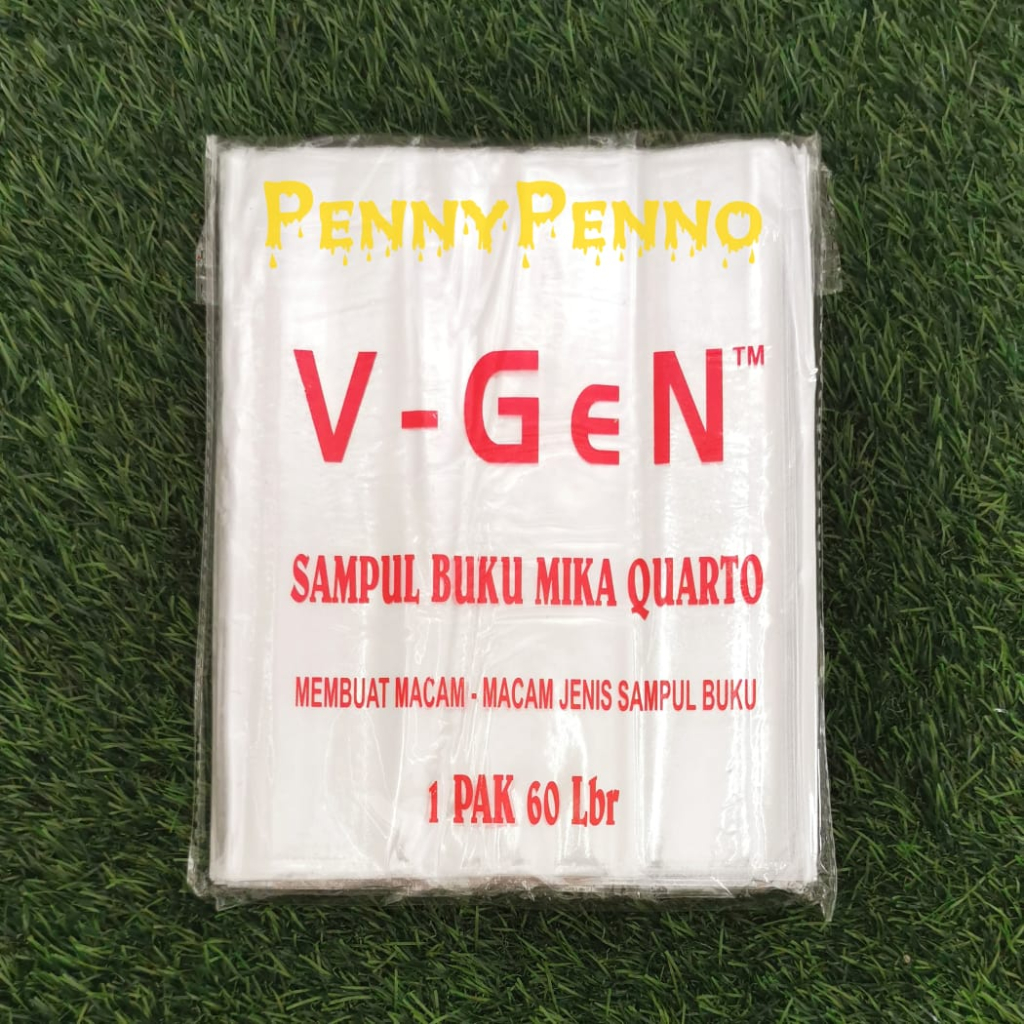 PENNYPENNO
V-GEN™
SAMPUL BUKU MIKA QUARTO
MEMBUAT MACAM - MACAM JENIS SAMPUL BUKU
1 PAK 60 Lbr